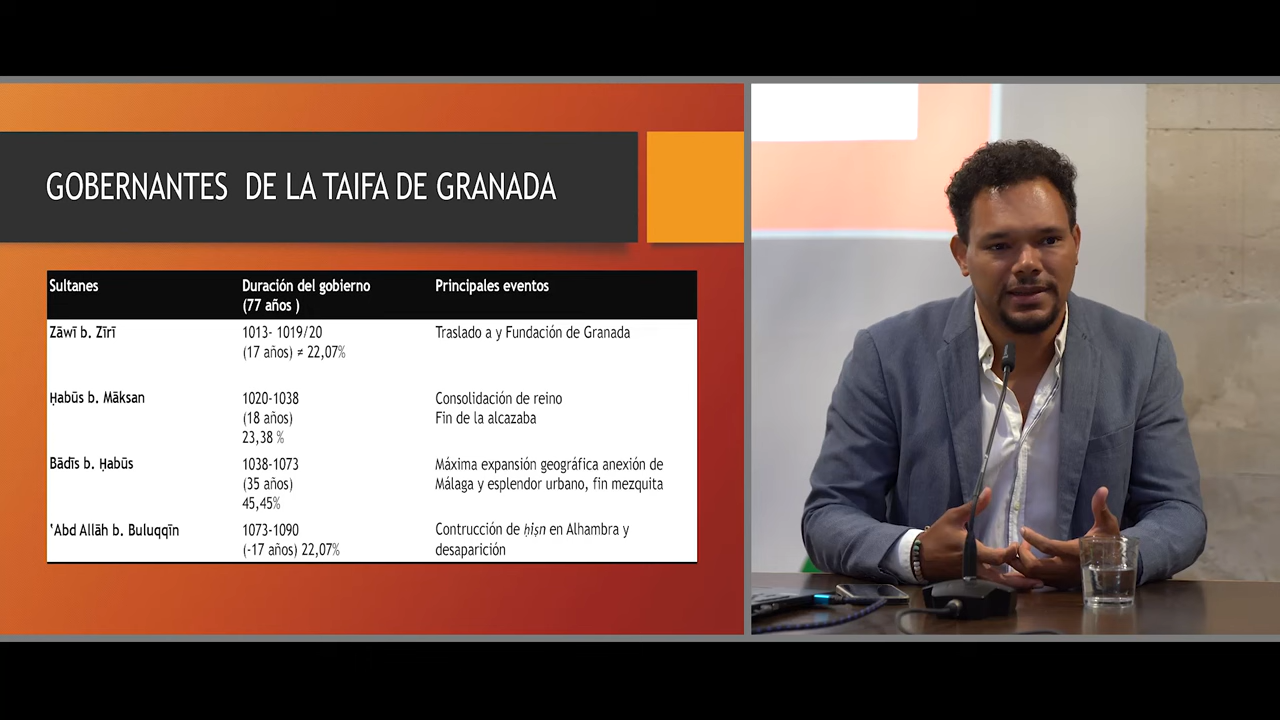 GOBERNANTES DE LA TAIFA DE GRANADA
Sultanes Duración del gobierno Principales eventos
(77 años )
Zāwī b. Zīrī 1013- 1019/20 Traslado a y Fundación de Granada
(17 años) ≠ 22,07%
Ḥabūs b. Māksan 1020-1038 Consolidación de reino
(18 años) Fin de la alcazaba
23,38 %
Bādīs b. Ḥabūs 1038-1073 Máxima expansión geográfica anexión de
(35 años) Málaga y esplendor urbano, fin mezquita
45,45%
ʿAbd Allāh b. Buluqqīn 1073-1090 Contrucción de ḥiṣn en Alhambra y
(-17 años) 22,07% desaparición